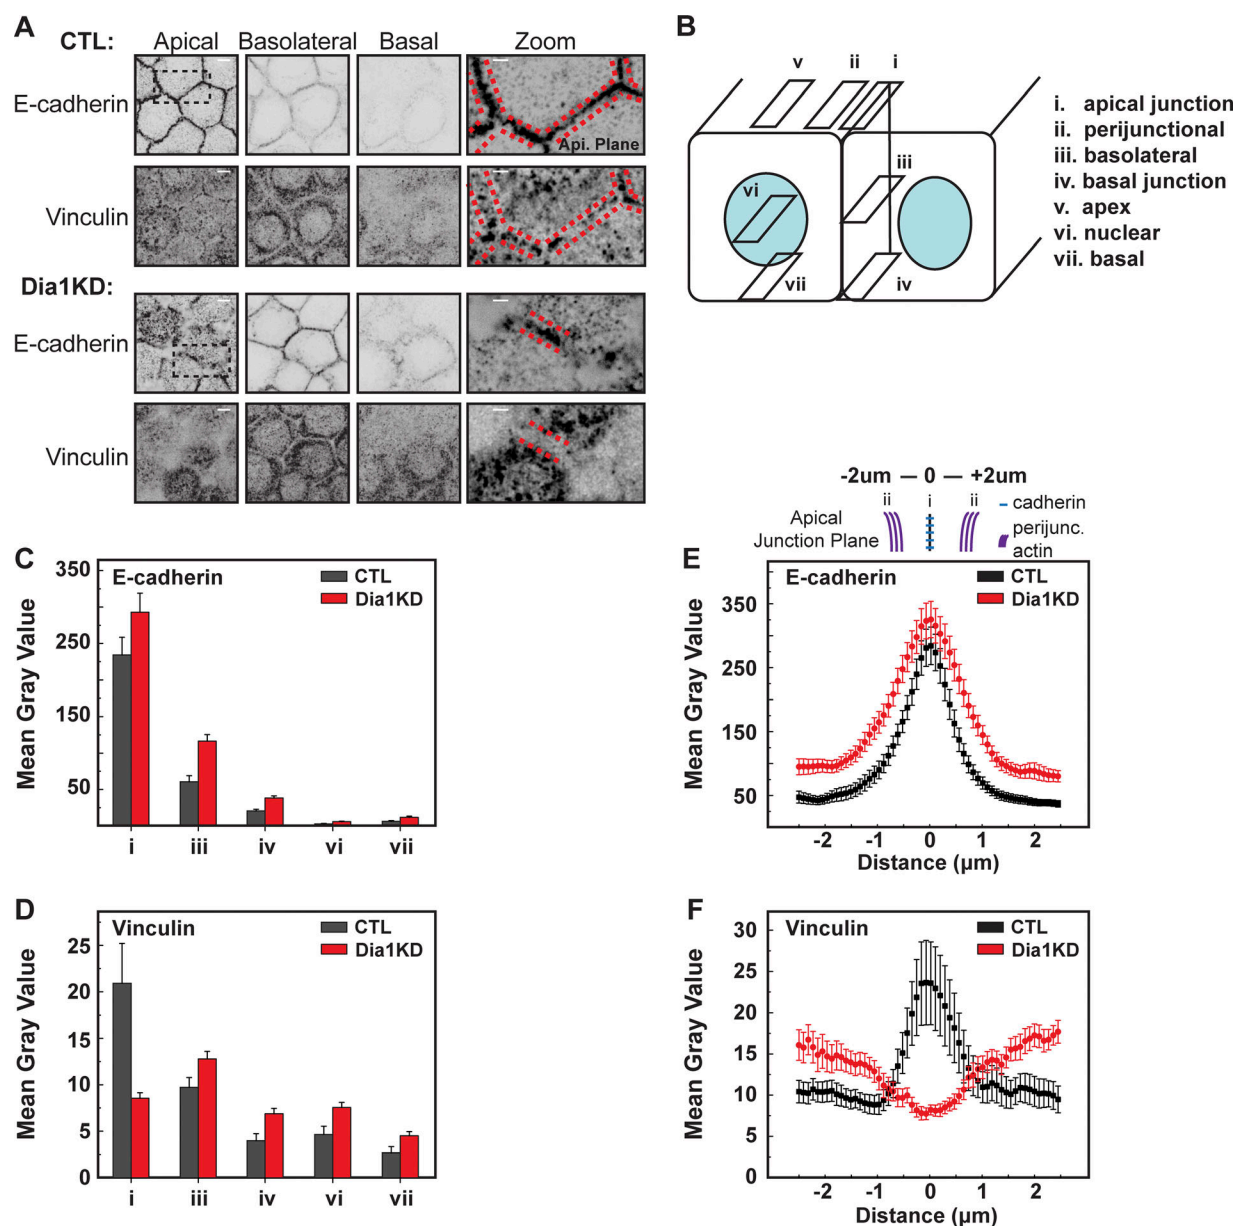 A
CTL: Apical Basolateral Basal Zoom
E-cadherin
Api. Plane
Vinculin
Dia1KD:
E-cadherin
Vinculin
B
v ii i
iii
vi
vii iv
i. apical junction
ii. perijunctional
iii. basolateral
iv. basal junction
v. apex
vi. nuclear
vii. basal
C
E-cadherin
CTL
Dia1KD
Mean Gray Value
350
250
150
50
i iii iv vi vii
D
Vinculin
CTL
Dia1KD
Mean Gray Value
25
20
15
10
5
0
i iii iv vi vii
-2um — 0 — +2um
ii i ii
Apical
Junction Plane
cadherin
perijunc.
actin
E
E-cadherin
CTL
Dia1KD
Mean Gray Value
350
250
150
50
-2 -1 0 1 2
Distance (μm)
F
Vinculin
CTL
Dia1KD
Mean Gray Value
30
25
20
15
10
5
0
-2 -1 0 1 2
Distance (μm)